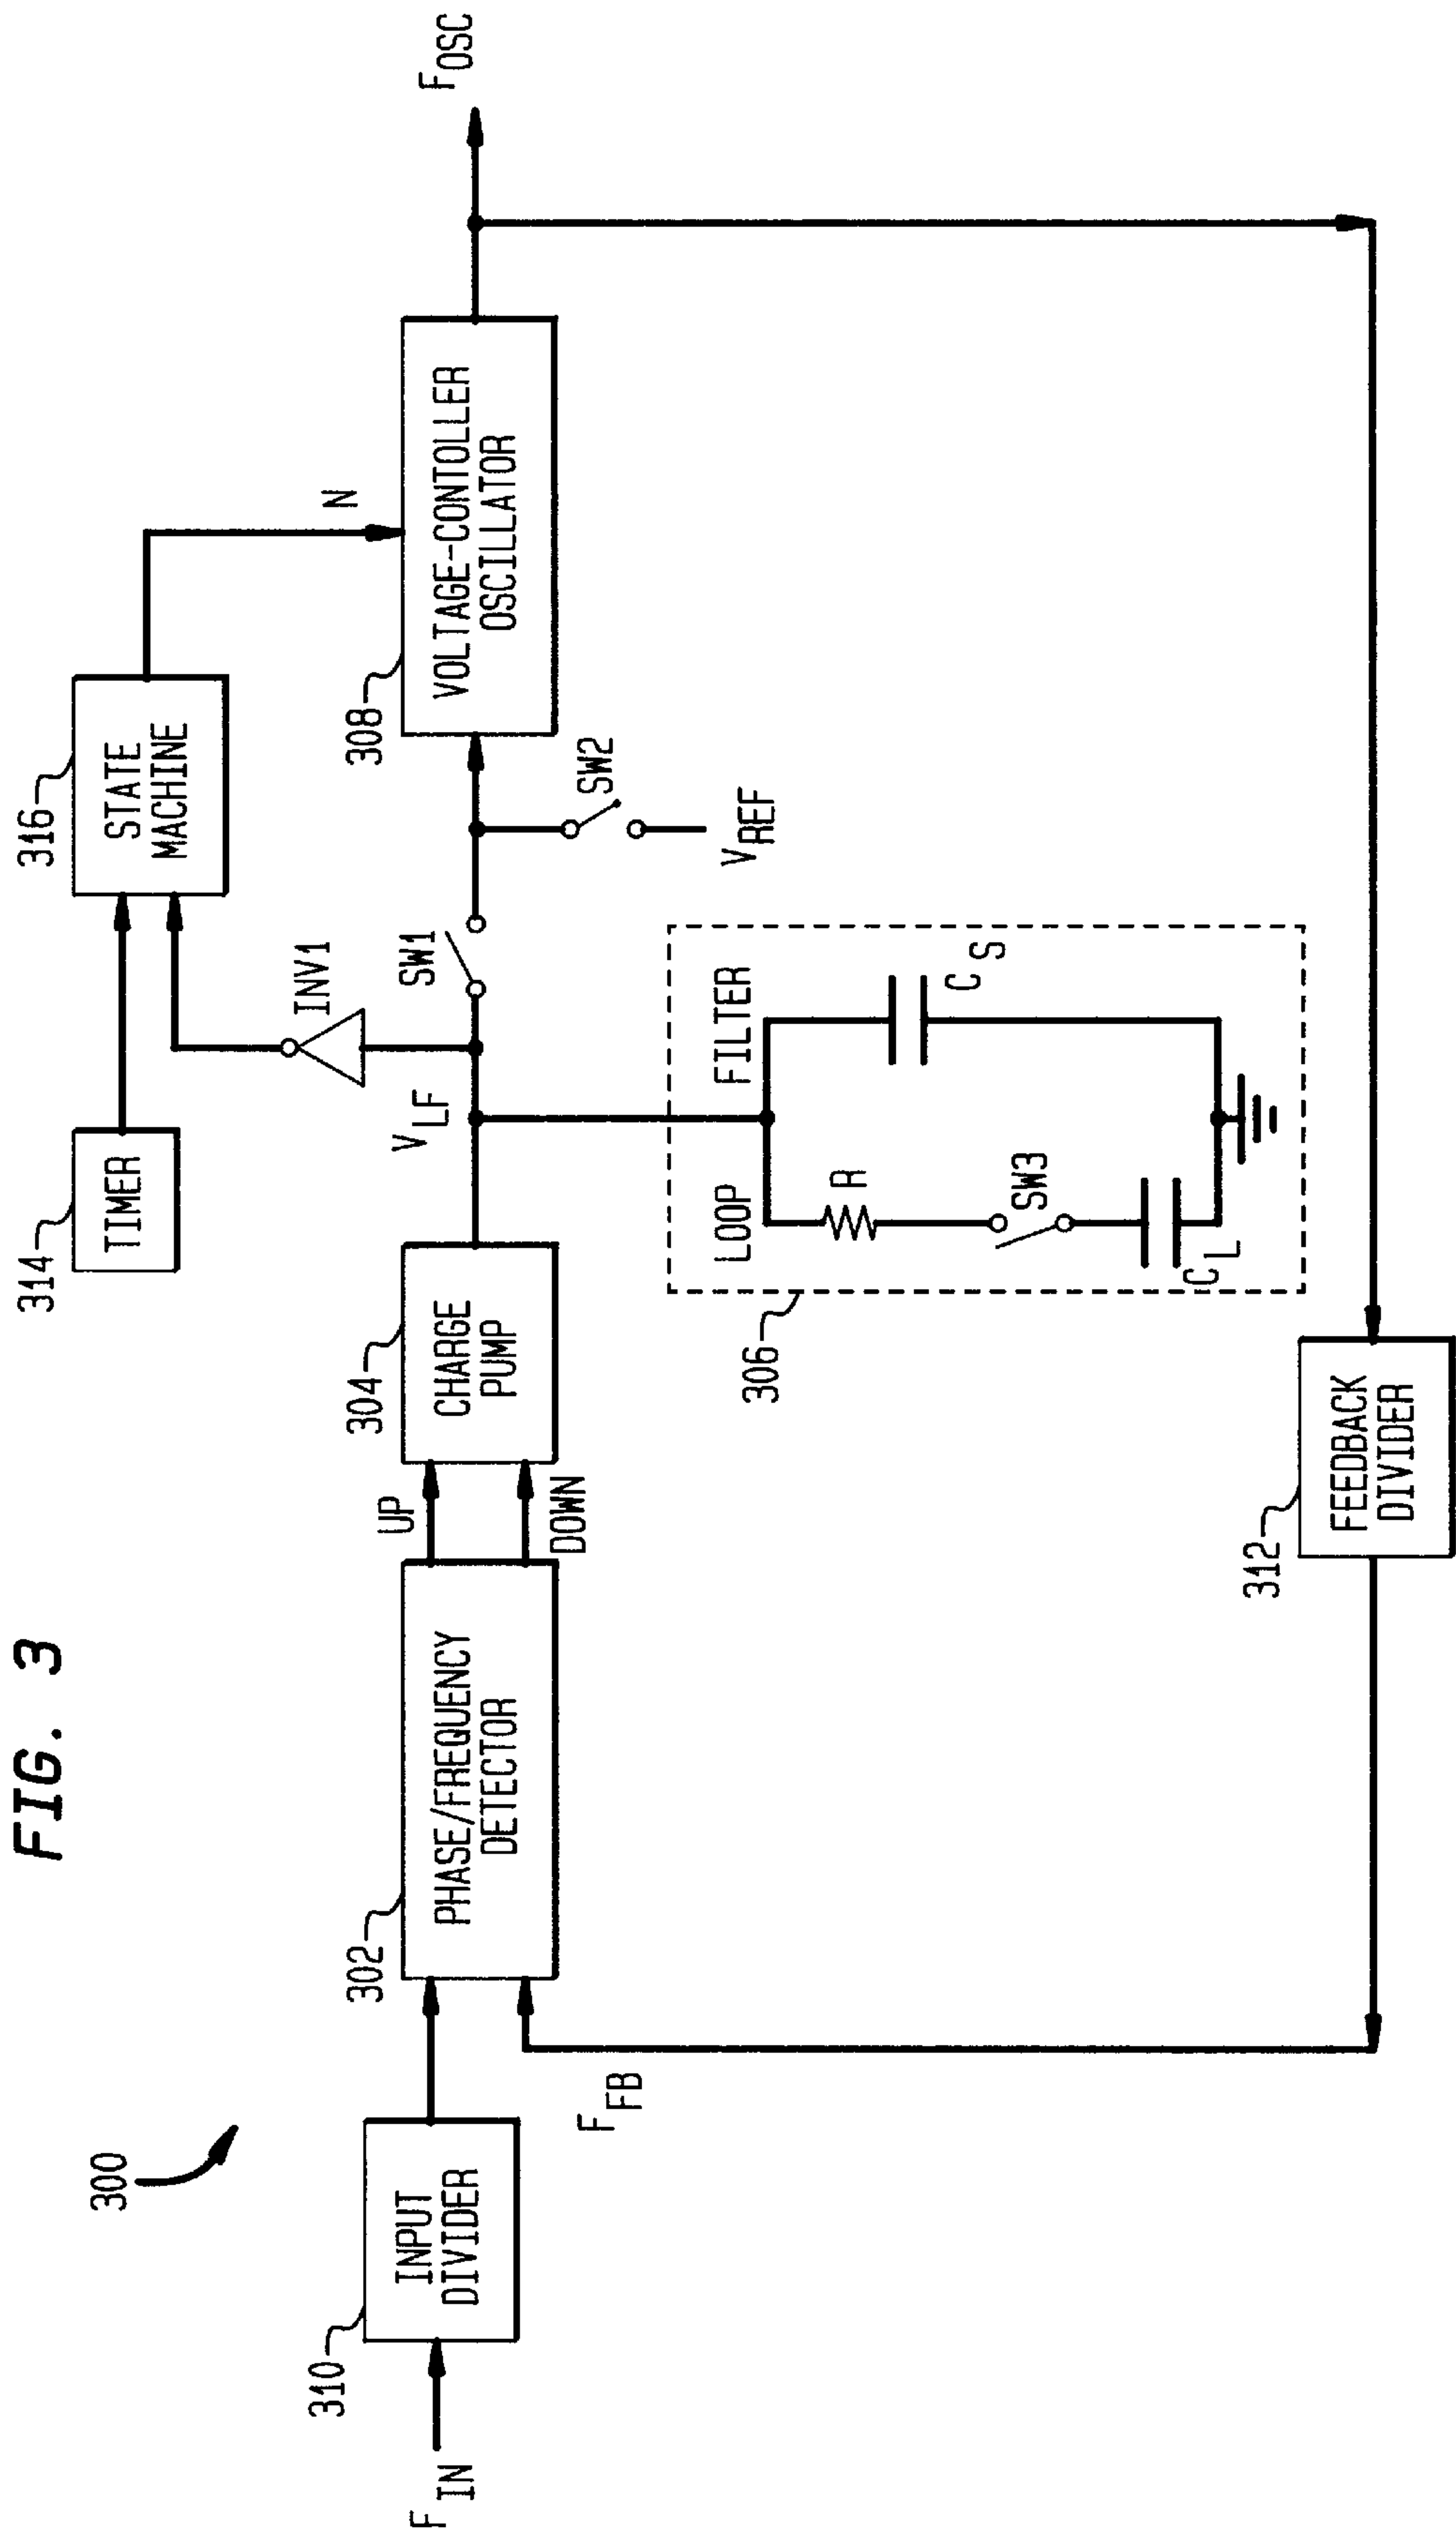 FIG. 3
300
314
TIMER
316
STATE
MACHINE
N
INV1
F IN
310
INPUT
DIVIDER
302
PHASE/FREQUENCY
DETECTOR
UP
DOWN
304
CHARGE
PUMP
V LF
SW1
308
VOLTAGE-CONTOLLER
OSCILLATOR
F OSC
F FB
SW2
V REF
306
LOOP FILTER
R
SW3
C L
C S
312
FEEDBACK
DIVIDER